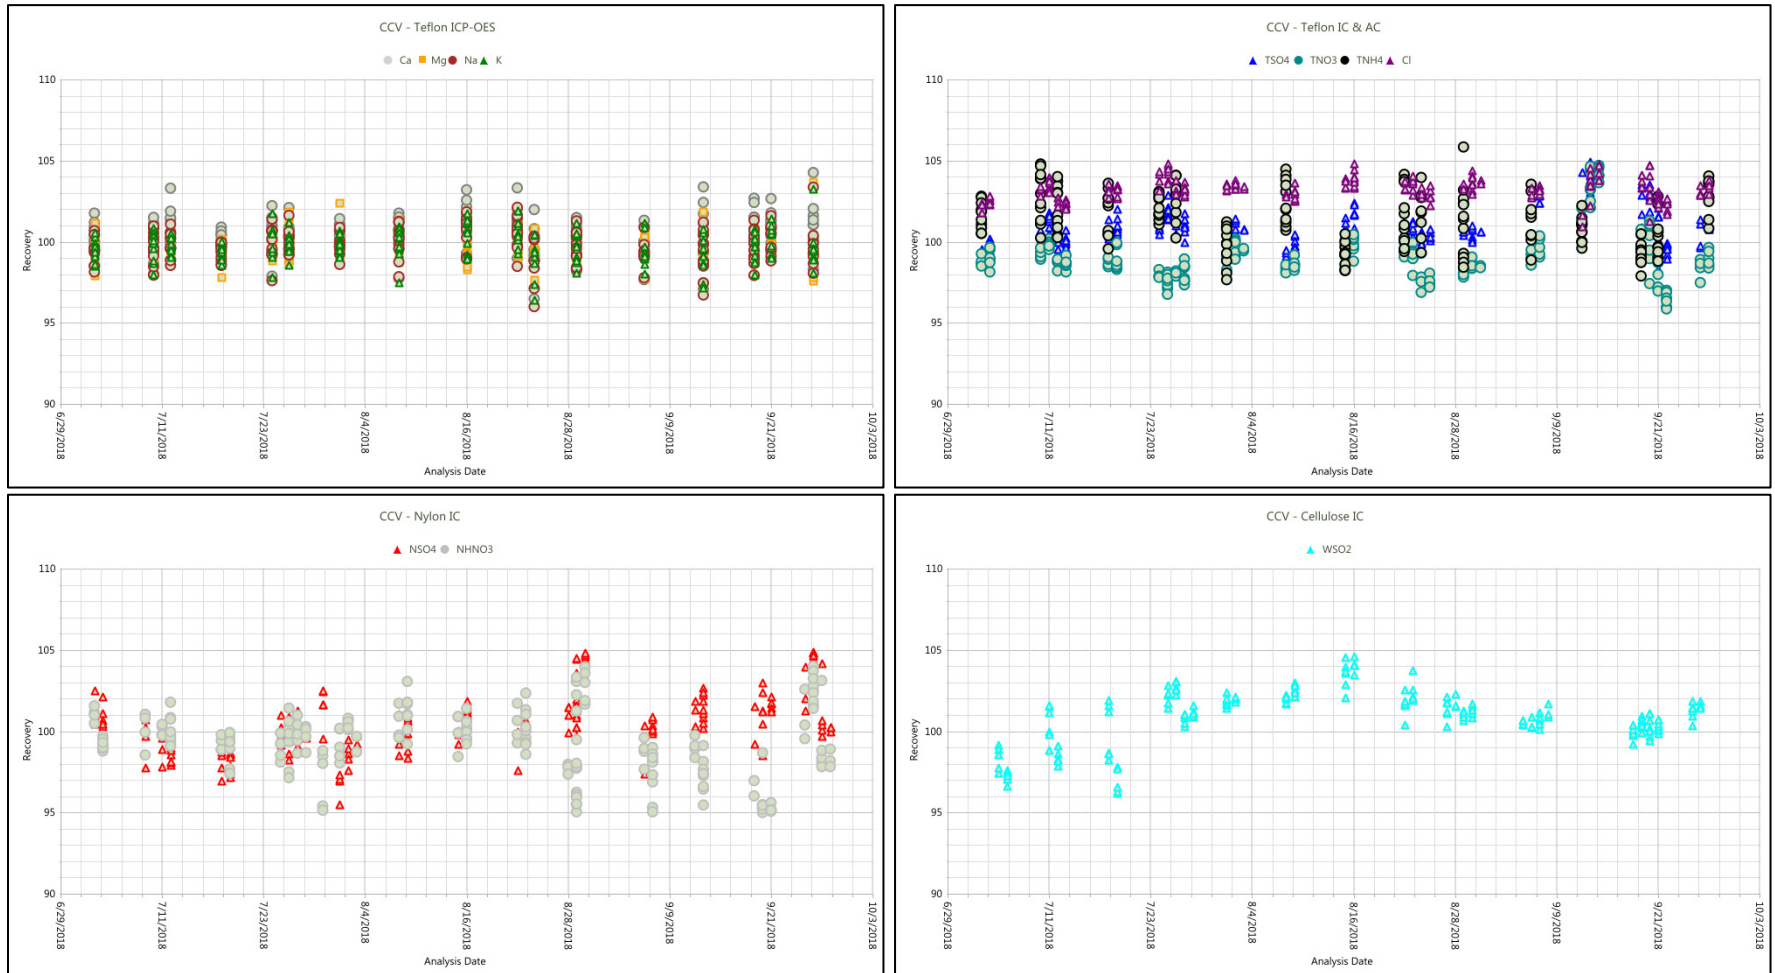 CCV - Teflon ICP-OES
Ca Mg Na K
110
105
100
95
90
Recovery
6/29/2018 7/11/2018 7/23/2018 8/4/2018 8/16/2018 8/28/2018 9/9/2018 9/21/2018 10/3/2018
Analysis Date
CCV - Teflon IC & AC
TSO4 TNO3 TNH4 Cl
110
105
100
95
90
Recovery
6/29/2018 7/11/2018 7/23/2018 8/4/2018 8/16/2018 8/28/2018 9/9/2018 9/21/2018 10/3/2018
Analysis Date
CCV - Nylon IC
NSO4 NHNO3
110
105
100
95
90
Recovery
6/29/2018 7/11/2018 7/23/2018 8/4/2018 8/16/2018 8/28/2018 9/9/2018 9/21/2018 10/3/2018
Analysis Date
CCV - Cellulose IC
WSO2
110
105
100
95
90
Recovery
6/29/2018 7/11/2018 7/23/2018 8/4/2018 8/16/2018 8/28/2018 9/9/2018 9/21/2018 10/3/2018
Analysis Date